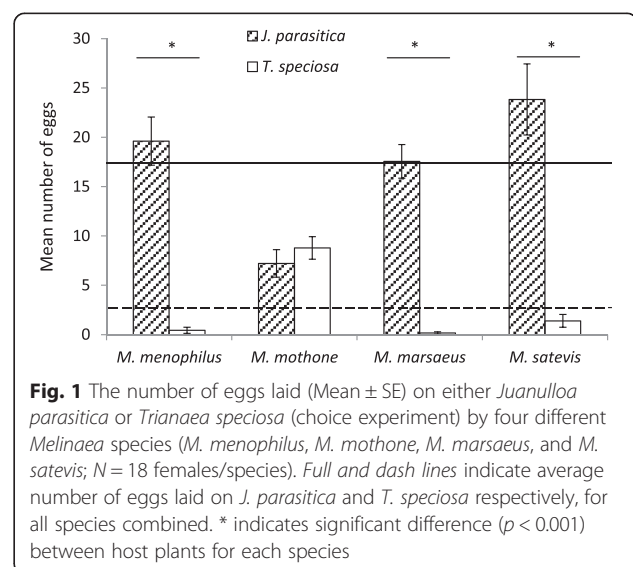 30
25
20
15
10
5
0
Mean number of eggs
J. parasitica
T. speciosa
*
*
*
M. menophilus
M. mothone
M. marsaeus
M. satevis
Fig. 1 The number of eggs laid (Mean ± SE) on either Juanulloa
parasitica or Trianaea speciosa (choice experiment) by four different
Melinaea species (M. menophilus, M. mothone, M. marsaeus, and M.
satevis; N = 18 females/species). Full and dash lines indicate average
number of eggs laid on J. parasitica and T. speciosa respectively, for
all species combined. * indicates significant difference (p < 0.001)
between host plants for each species